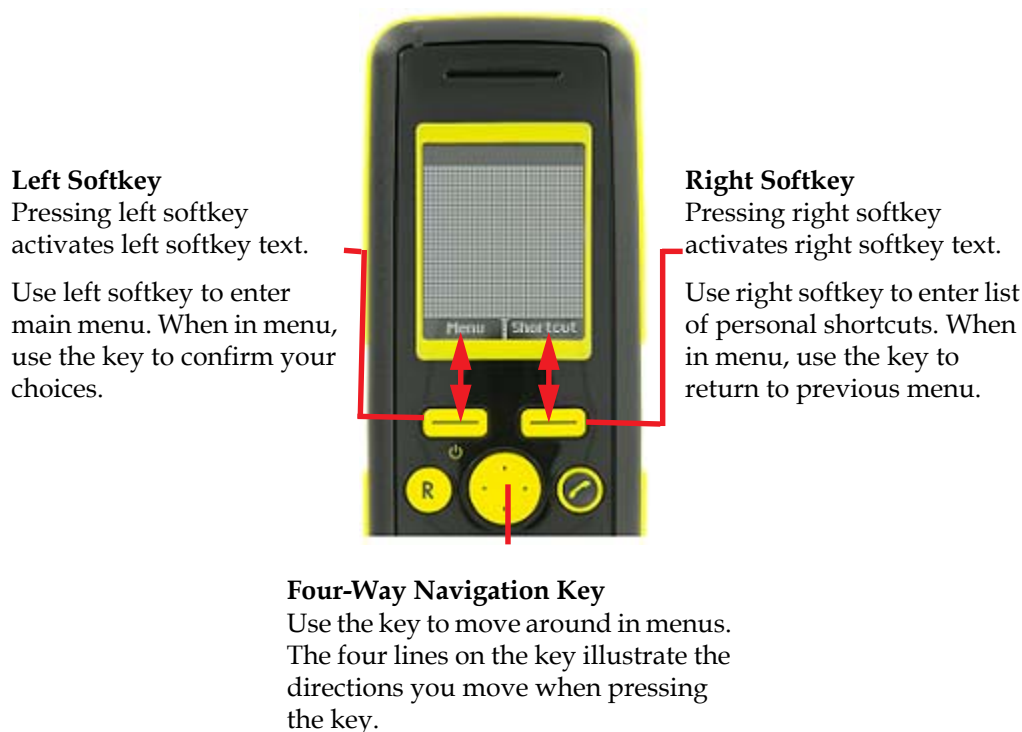 Left Softkey
Pressing left softkey
activates left softkey text.
Use left softkey to enter
main menu. When in menu,
use the key to confirm your
choices.
Menu
Shortcut
R
Right Softkey
Pressing right softkey
activates right softkey text.
Use right softkey to enter list
of personal shortcuts. When
in menu, use the key to
return to previous menu.
Four-Way Navigation Key
Use the key to move around in menus.
The four lines on the key illustrate the
directions you move when pressing
the key.